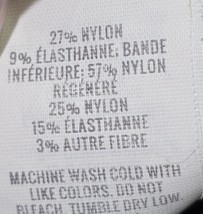 27% NYLON
9% ÉLASTHANNE; BANDE
INFÉRIEURE: 57% NYLON
RÉGÉNÉRÉ
25% NYLON
15% ÉLASTHANNE
3% AUTRE FIBRE
MACHINE WASH COLD WITH
LIKE COLORS. DO NOT
BLEACH. TUMBLE DRY LOW.